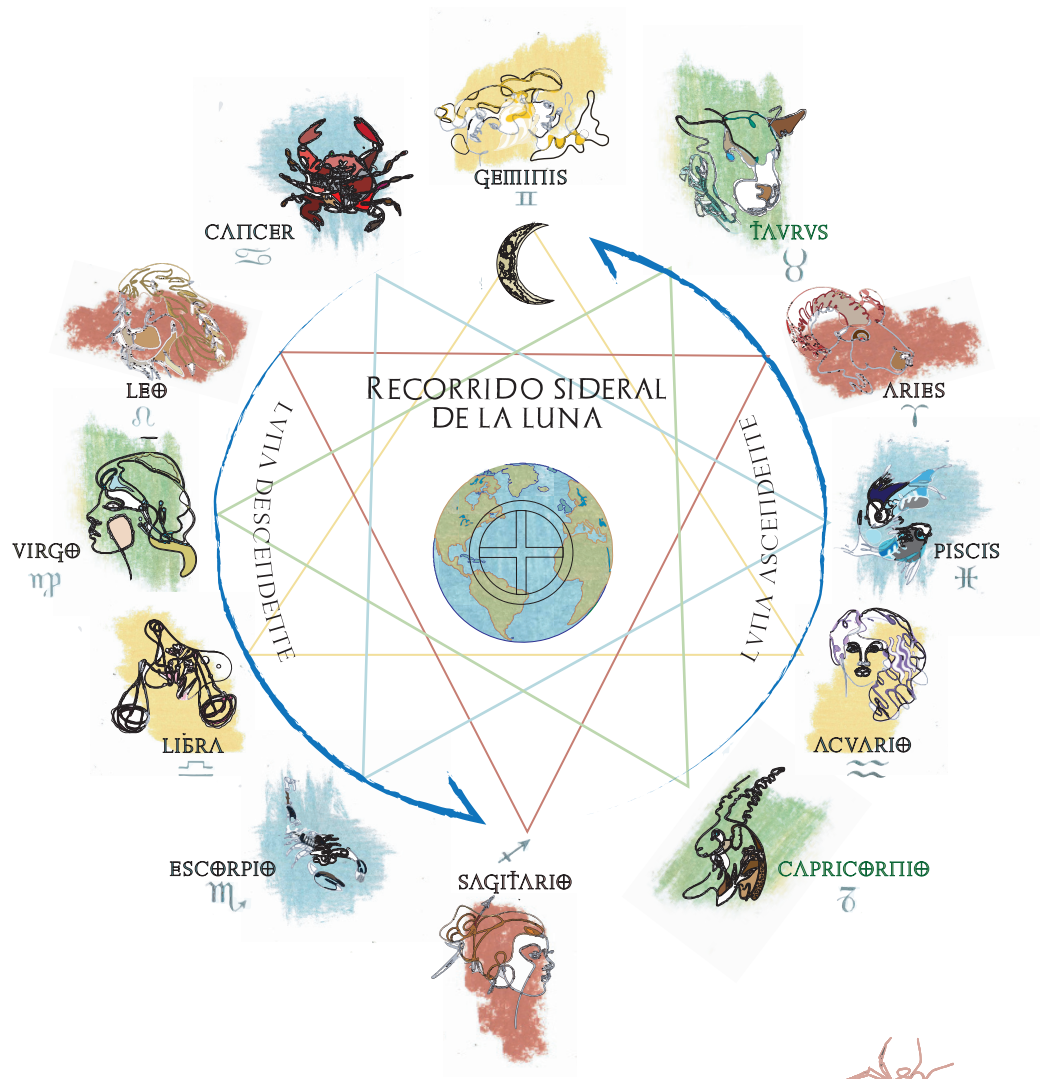 GEMINIS
♊
TAVRVS
♉
CANCER
♋
LEO
♌
ARIES
♈
RECORRIDO SIDERAL
DE LA LUNA
LVNA DESCENDENTE
LVNA ASCENDENTE
VIRGO
♍
PISCIS
♓
LIBRA
♎
ACVARIO
♒
ESCORPIO
♏
♐
SAGITARIO
CAPRICORNIO
♑